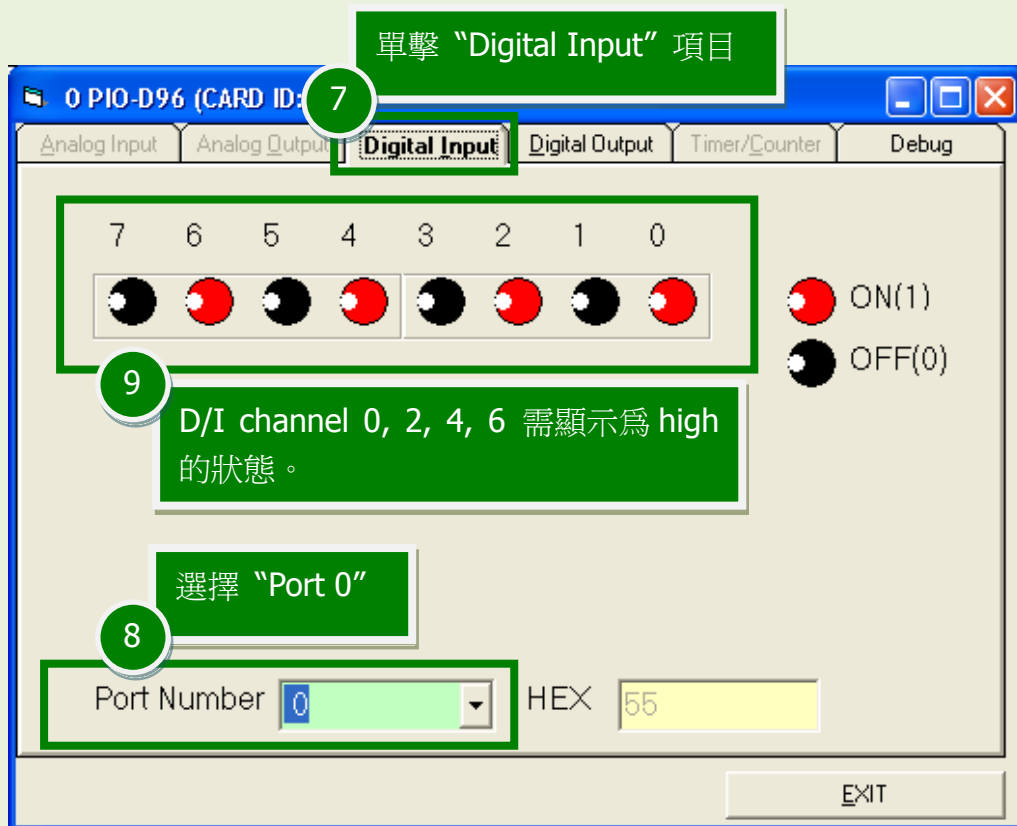 單擊 “Digital Input” 項目
7
0 PIO-D96 (CARD ID:
Analog Input Analog Output Digital Input Digital Output Timer/Counter Debug
7 6 5 4 3 2 1 0
ON(1)
OFF(0)
9
D/I channel 0, 2, 4, 6 需顯示爲 high
的狀態。
選擇 “Port 0”
8
Port Number 0 HEX 55
EXIT